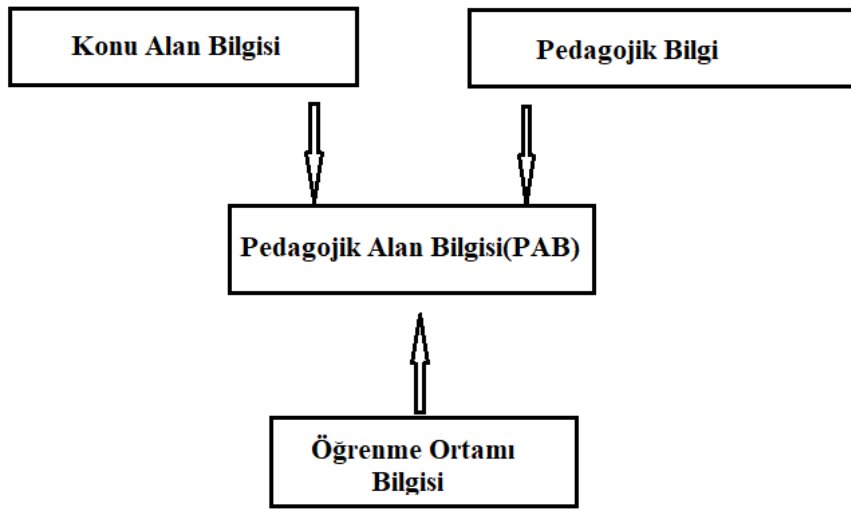 Konu Alan Bilgisi
Pedagojik Bilgi
Pedagojik Alan Bilgisi(PAB)
Öğrenme Ortamı
Bilgisi